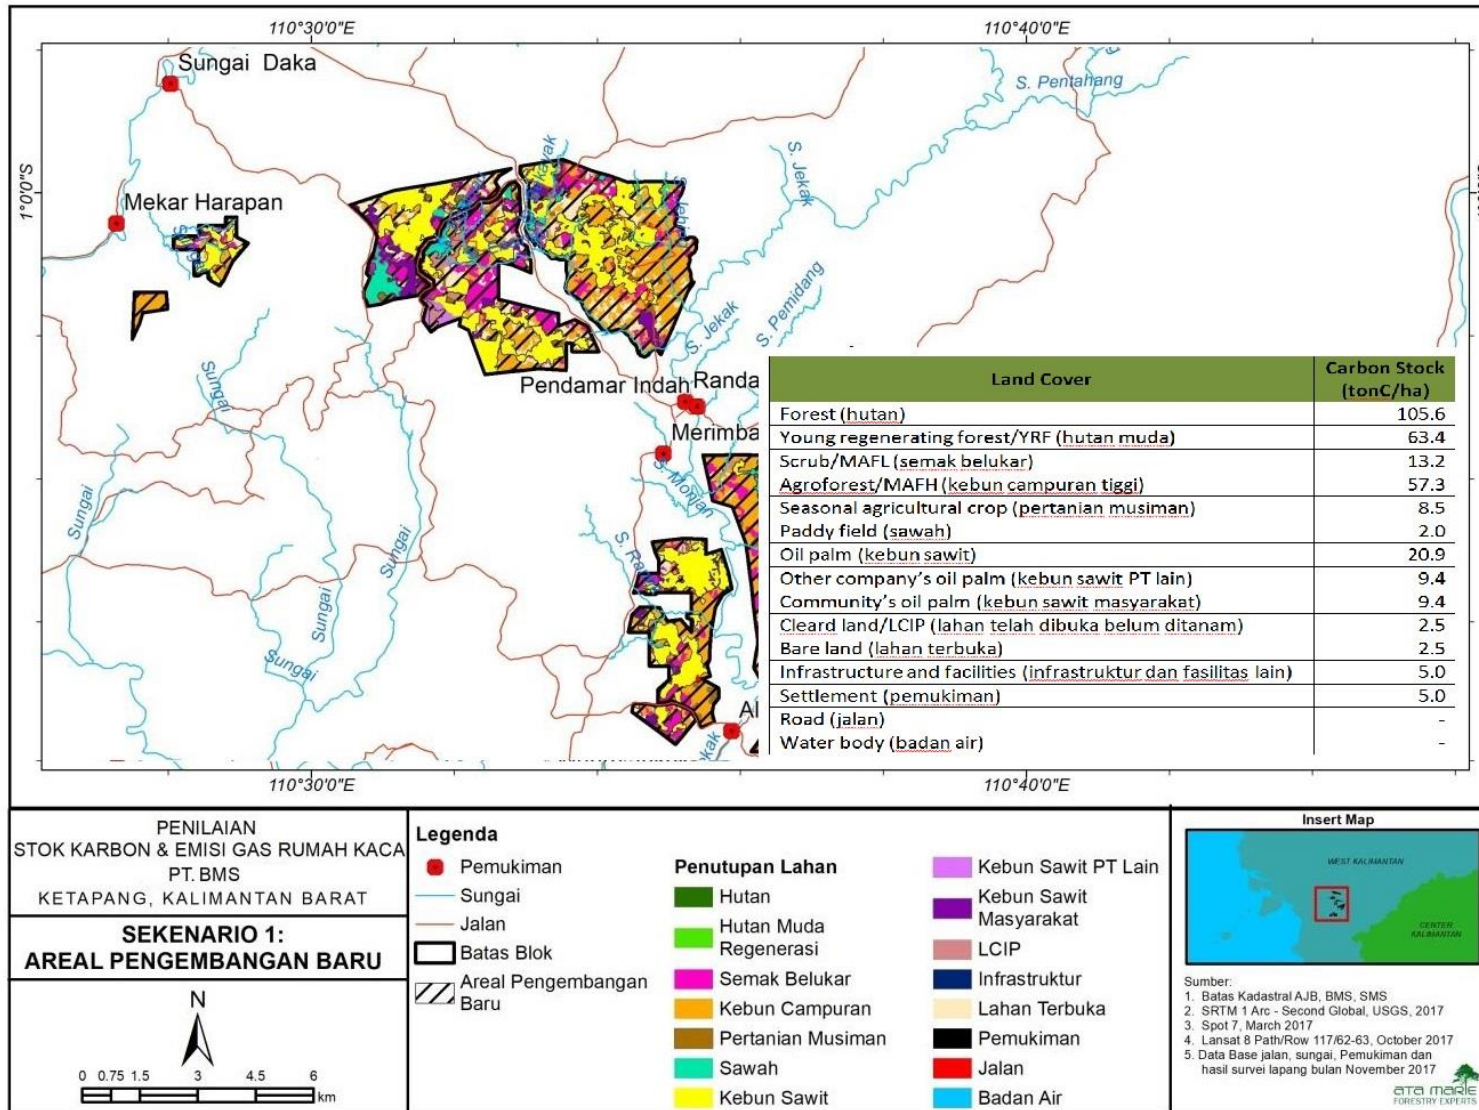 110°30'0"E
110°40'0"E
Sungai Daka
S. Pentahang
S. Jekak
1°0'0"S
Mekar Harapan
kayak
S. Pemidang
S. Jekak
Pendamar Indah
Randa
Merimba
S. Monjan
Sungai
Sungai
Sungai
Sungai
Sungai
S. Ra
Al
kak
Land Cover
Carbon Stock
(tonC/ha)
Forest (hutan) 105.6
Young regenerating forest/YRF (hutan muda) 63.4
Scrub/MAFL (semak belukar) 13.2
Agroforest/MAFH (kebun campuran tiggi) 57.3
Seasonal agricultural crop (pertanian musiman) 8.5
Paddy field (sawah) 2.0
Oil palm (kebun sawit) 20.9
Other company's oil palm (kebun sawit PT lain) 9.4
Community's oil palm (kebun sawit masyarakat) 9.4
Cleard land/LCIP (lahan telah dibuka belum ditanam) 2.5
Bare land (lahan terbuka) 2.5
Infrastructure and facilities (infrastruktur dan fasilitas lain) 5.0
Settlement (pemukiman) 5.0
Road (jalan) -
Water body (badan air) -
110°30'0"E
110°40'0"E
PENILAIAN
STOK KARBON & EMISI GAS RUMAH KACA
PT. BMS
KETAPANG, KALIMANTAN BARAT
SEKENARIO 1:
AREAL PENGEMBANGAN BARU
N
0 0.75 1.5 3 4.5 6
km
Legenda
Pemukiman
Sungai
Jalan
Batas Blok
Areal Pengembangan
Baru
Penutupan Lahan
Hutan
Hutan Muda
Regenerasi
Semak Belukar
Kebun Campuran
Pertanian Musiman
Sawah
Kebun Sawit
Kebun Sawit PT Lain
Kebun Sawit
Masyarakat
LCIP
Infrastruktur
Lahan Terbuka
Pemukiman
Jalan
Badan Air
Insert Map
WEST KALIMANTAN
CENTER
KALIMANTAN
Sumber:
1. Batas Kadastral AJB, BMS, SMS
2. SRTM 1 Arc - Second Global, USGS, 2017
3. Spot 7, March 2017
4. Lansat 8 Path/Row 117/62-63, October 2017
5. Data Base jalan, sungai, Pemukiman dan
hasil survei lapang bulan November 2017
ATA MARIE
FORESTRY EXPERTS